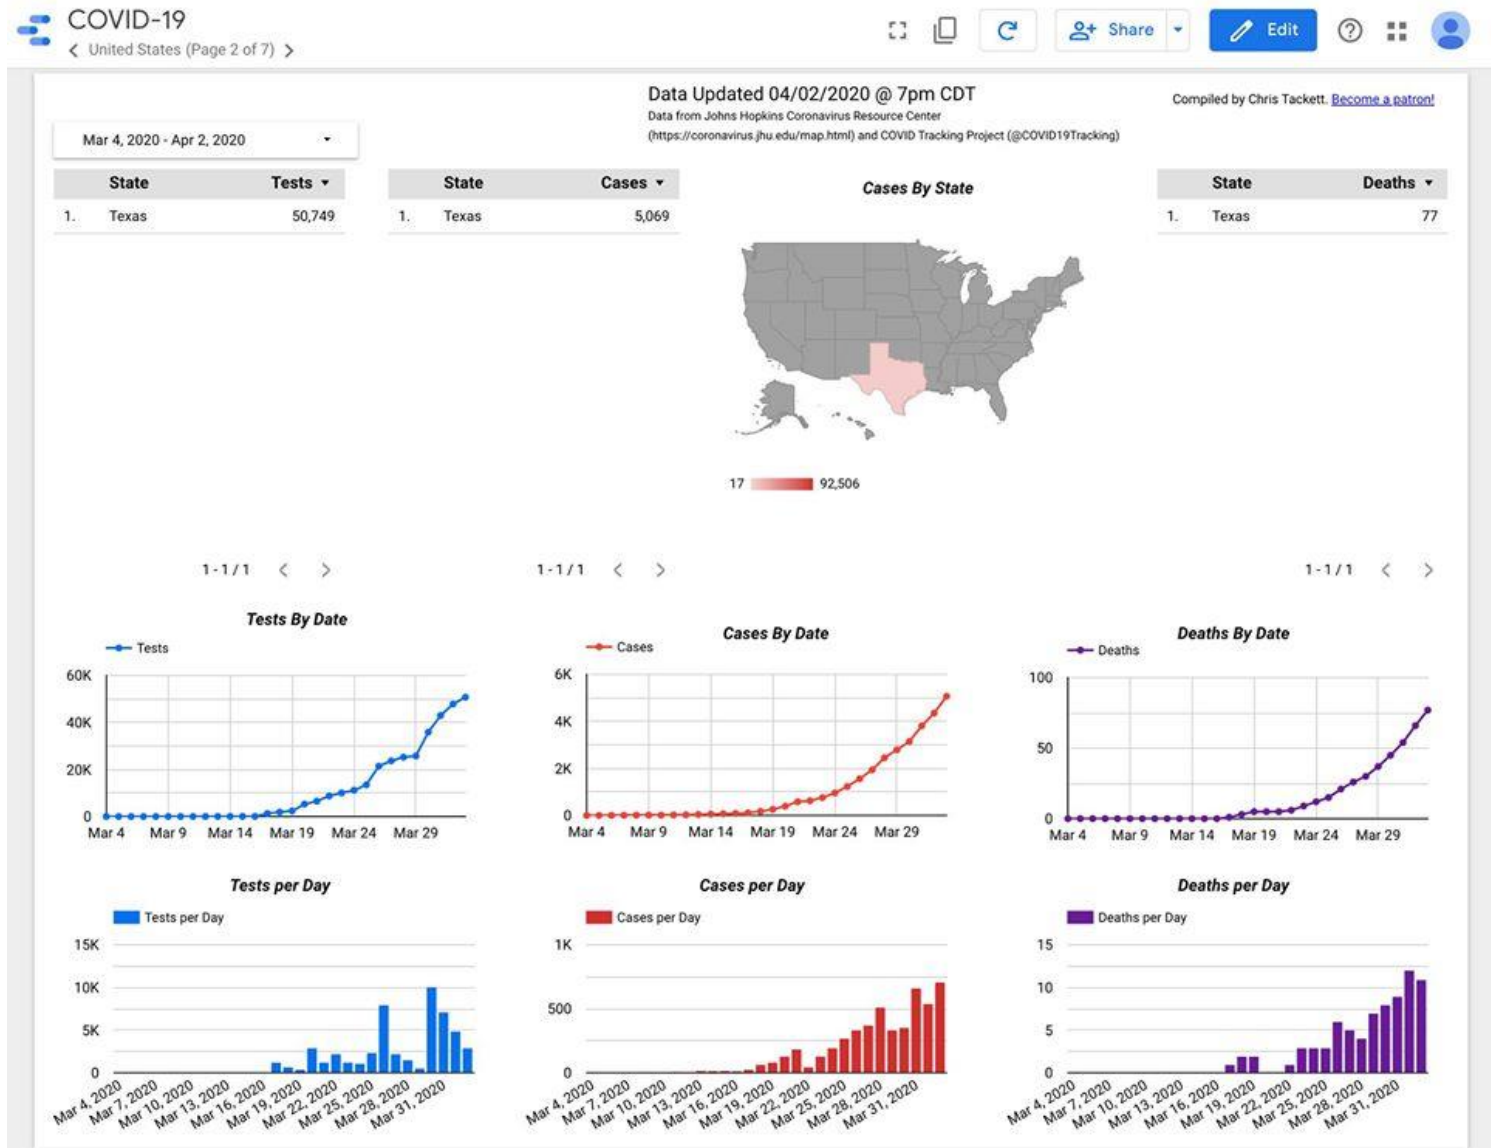 COVID-19
United States (Page 2 of 7)
Share
Edit
Data Updated 04/02/2020 @ 7pm CDT
Data from Johns Hopkins Coronavirus Resource Center
(https://coronavirus.jhu.edu/map.html) and COVID Tracking Project (@COVID19Tracking)
Compiled by Chris Tackett. Become a patron!
Mar 4, 2020 - Apr 2, 2020
State Tests
1. Texas 50,749
State Cases
1. Texas 5,069
Cases By State
17 92,506
State Deaths
1. Texas 77
1 - 1 / 1
1 - 1 / 1
1 - 1 / 1
Tests By Date
Tests
60K
40K
20K
0
Mar 4 Mar 9 Mar 14 Mar 19 Mar 24 Mar 29
Cases By Date
Cases
6K
4K
2K
0
Mar 4 Mar 9 Mar 14 Mar 19 Mar 24 Mar 29
Deaths By Date
Deaths
100
50
0
Mar 4 Mar 9 Mar 14 Mar 19 Mar 24 Mar 29
Tests per Day
Tests per Day
15K
10K
5K
0
Mar 4, 2020 Mar 7, 2020 Mar 10, 2020 Mar 13, 2020 Mar 16, 2020 Mar 19, 2020 Mar 22, 2020 Mar 25, 2020 Mar 28, 2020 Mar 31, 2020
Cases per Day
Cases per Day
1K
500
0
Mar 4, 2020 Mar 7, 2020 Mar 10, 2020 Mar 13, 2020 Mar 16, 2020 Mar 19, 2020 Mar 22, 2020 Mar 25, 2020 Mar 28, 2020 Mar 31, 2020
Deaths per Day
Deaths per Day
15
10
5
0
Mar 4, 2020 Mar 7, 2020 Mar 10, 2020 Mar 13, 2020 Mar 16, 2020 Mar 19, 2020 Mar 22, 2020 Mar 25, 2020 Mar 28, 2020 Mar 31, 2020